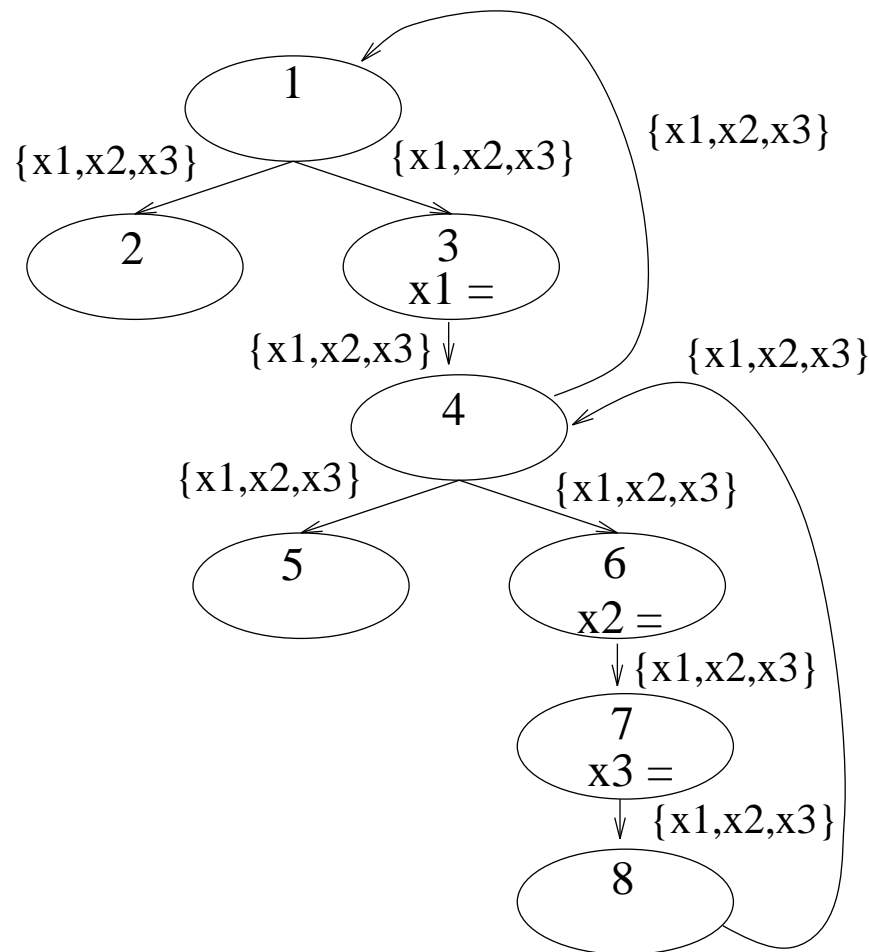 1
{x1,x2,x3}
{x1,x2,x3}
{x1,x2,x3}
2
3
x1 =
{x1,x2,x3}
{x1,x2,x3}
4
{x1,x2,x3}
{x1,x2,x3}
5
6
x2 =
{x1,x2,x3}
7
x3 =
{x1,x2,x3}
8